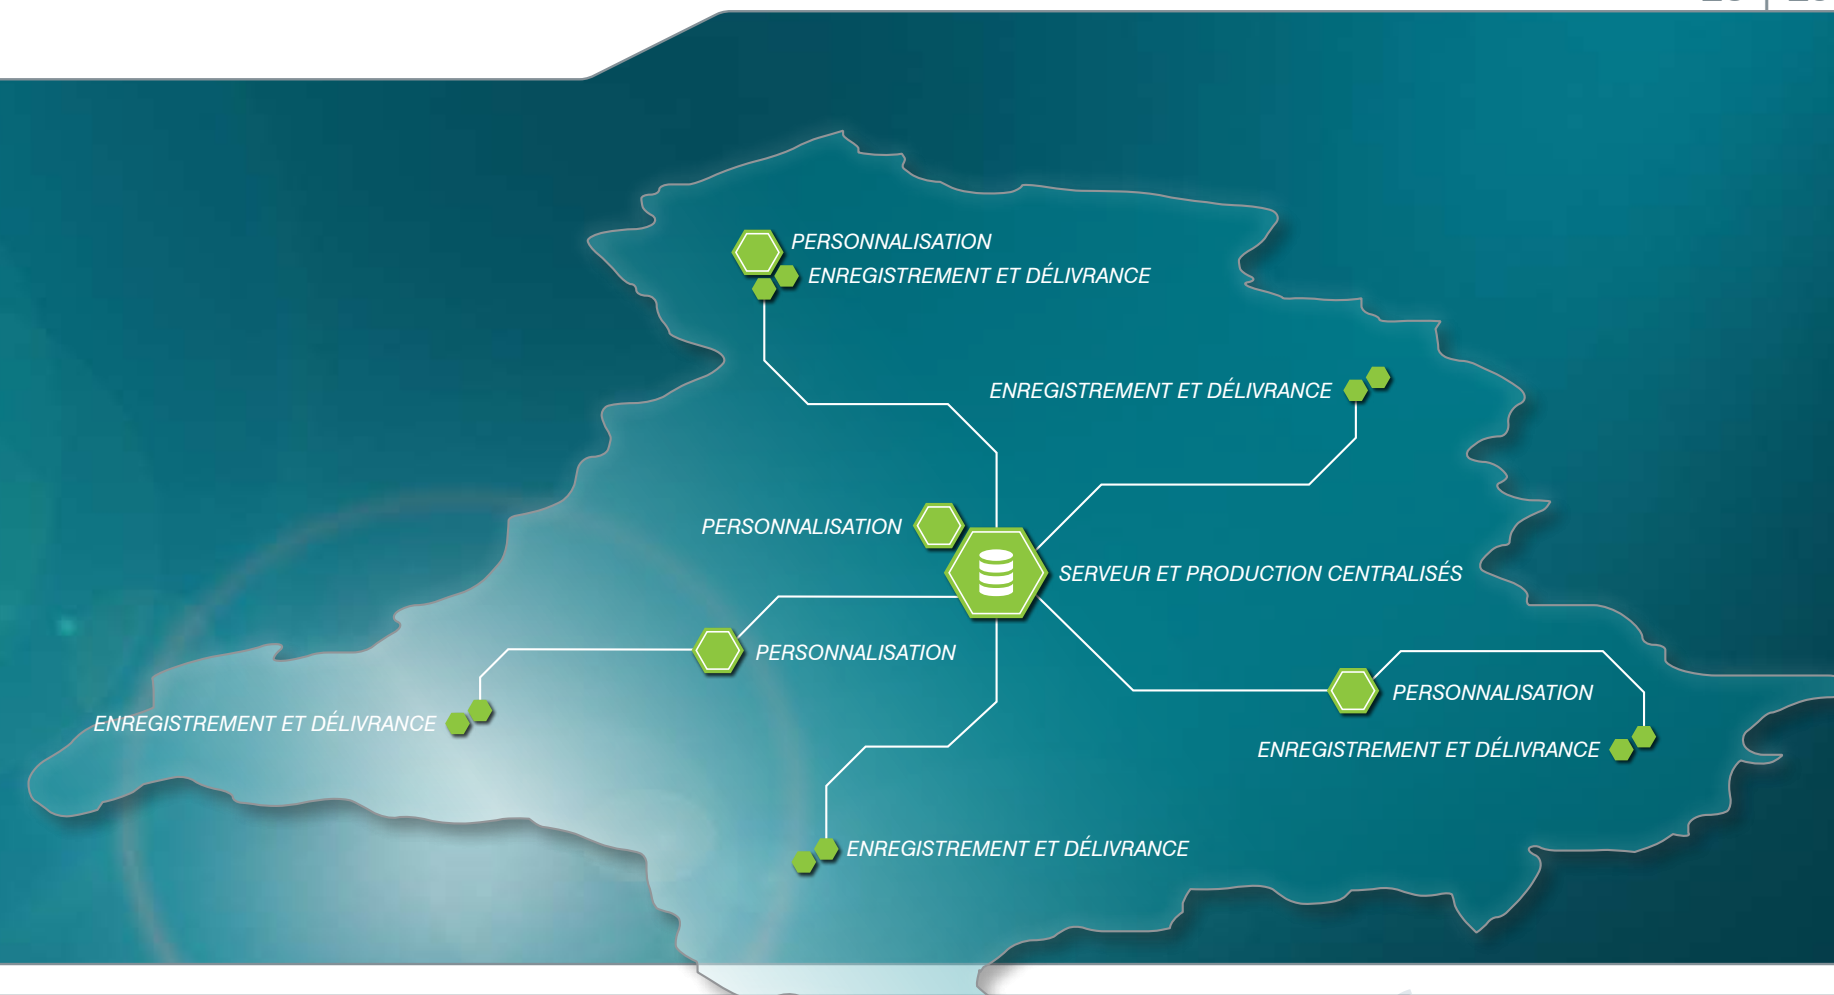 PERSONNALISATION
ENREGISTREMENT ET DÉLIVRANCE
ENREGISTREMENT ET DÉLIVRANCE
PERSONNALISATION
SERVEUR ET PRODUCTION CENTRALISÉS
PERSONNALISATION
PERSONNALISATION
ENREGISTREMENT ET DÉLIVRANCE
ENREGISTREMENT ET DÉLIVRANCE
ENREGISTREMENT ET DÉLIVRANCE